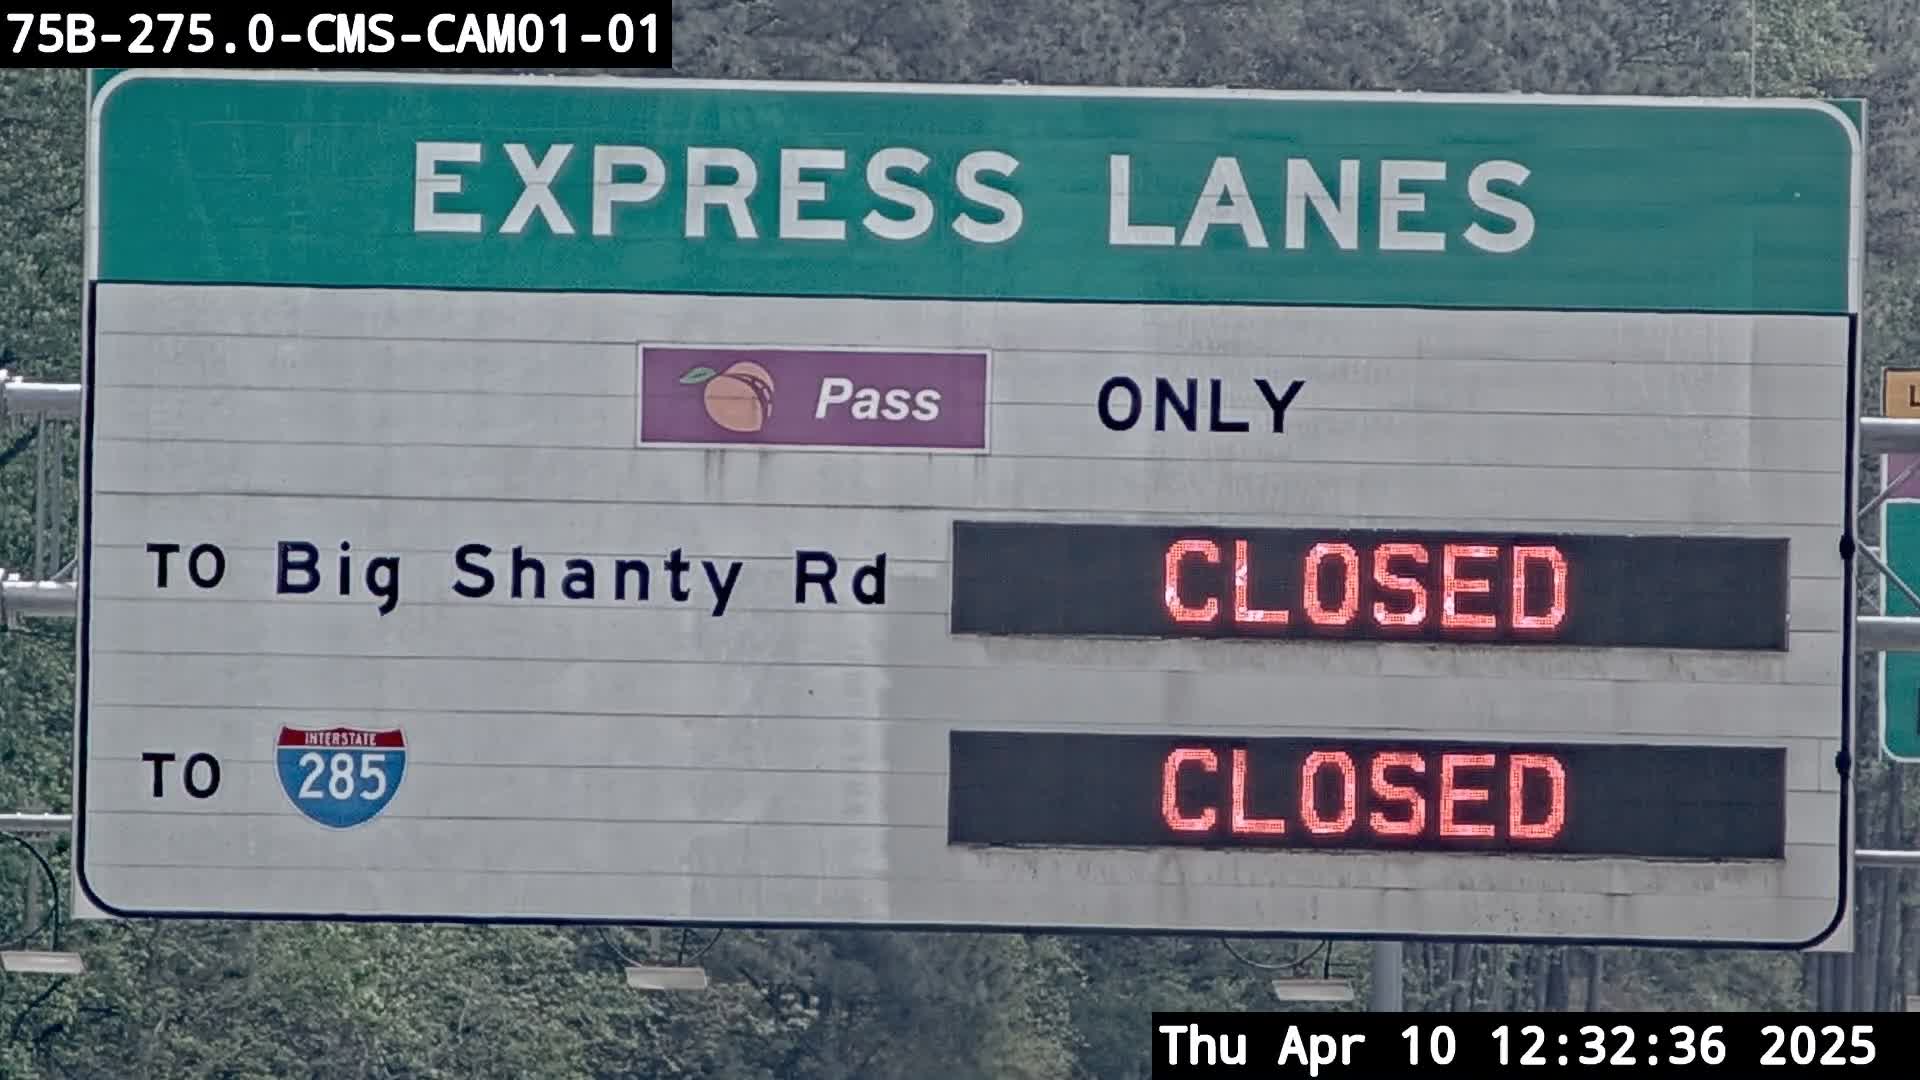 75B-275.0-CMS-CAM01-01
EXPRESS LANES
Pass ONLY
TO Big Shanty Rd CLOSED
TO INTERSTATE 285 CLOSED
Thu Apr 10 12:32:36 2025